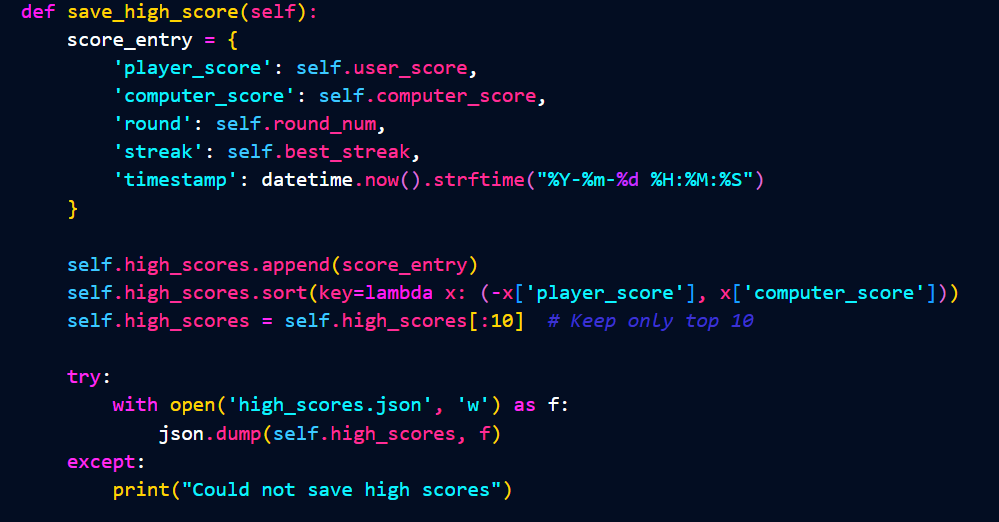 def save_high_score(self):
    score_entry = {
        'player_score': self.user_score,
        'computer_score': self.computer_score,
        'round': self.round_num,
        'streak': self.best_streak,
        'timestamp': datetime.now().strftime("%Y-%m-%d %H:%M:%S")
    }

    self.high_scores.append(score_entry)
    self.high_scores.sort(key=lambda x: (-x['player_score'], x['computer_score']))
    self.high_scores = self.high_scores[:10]  # Keep only top 10

    try:
        with open('high_scores.json', 'w') as f:
            json.dump(self.high_scores, f)
    except:
        print("Could not save high scores")